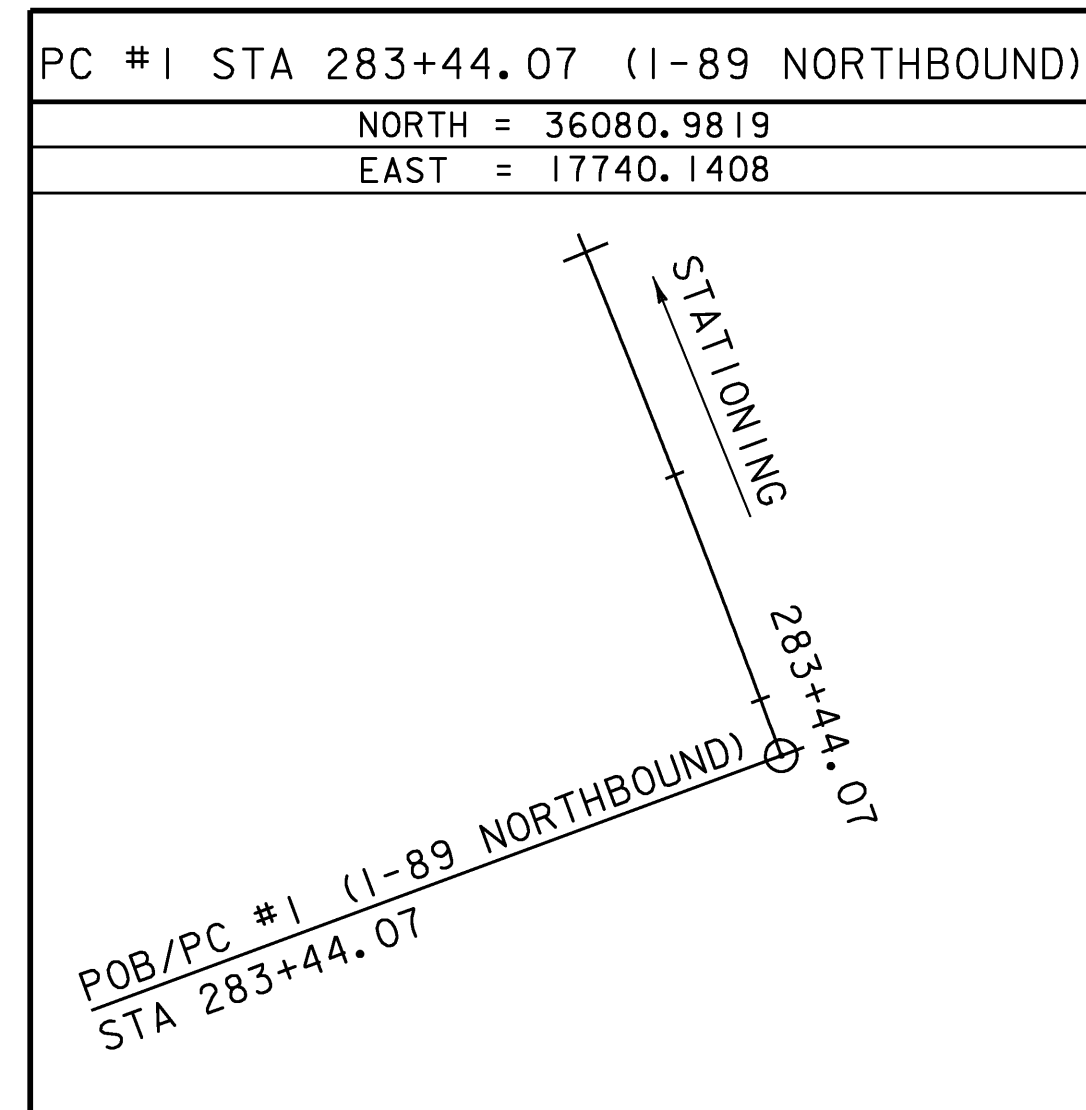 PC #1 STA 283+44.07 (I-89 NORTHBOUND)
NORTH = 36080.9819
EAST = 17740.1408
STATIONING
283+44.07
POB/PC #1 (I-89 NORTHBOUND)
STA 283+44.07